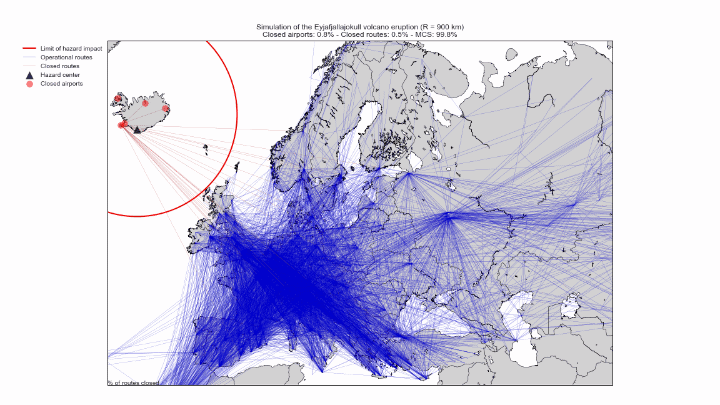 Simulation of the Eyjafjallajokull volcano eruption (R = 900 km)
Closed airports: 0.8% - Closed routes: 0.5% - MCS: 99.8%
Limit of hazard impact
Operational routes
Closed routes
Hazard center
Closed airports
% of routes closed